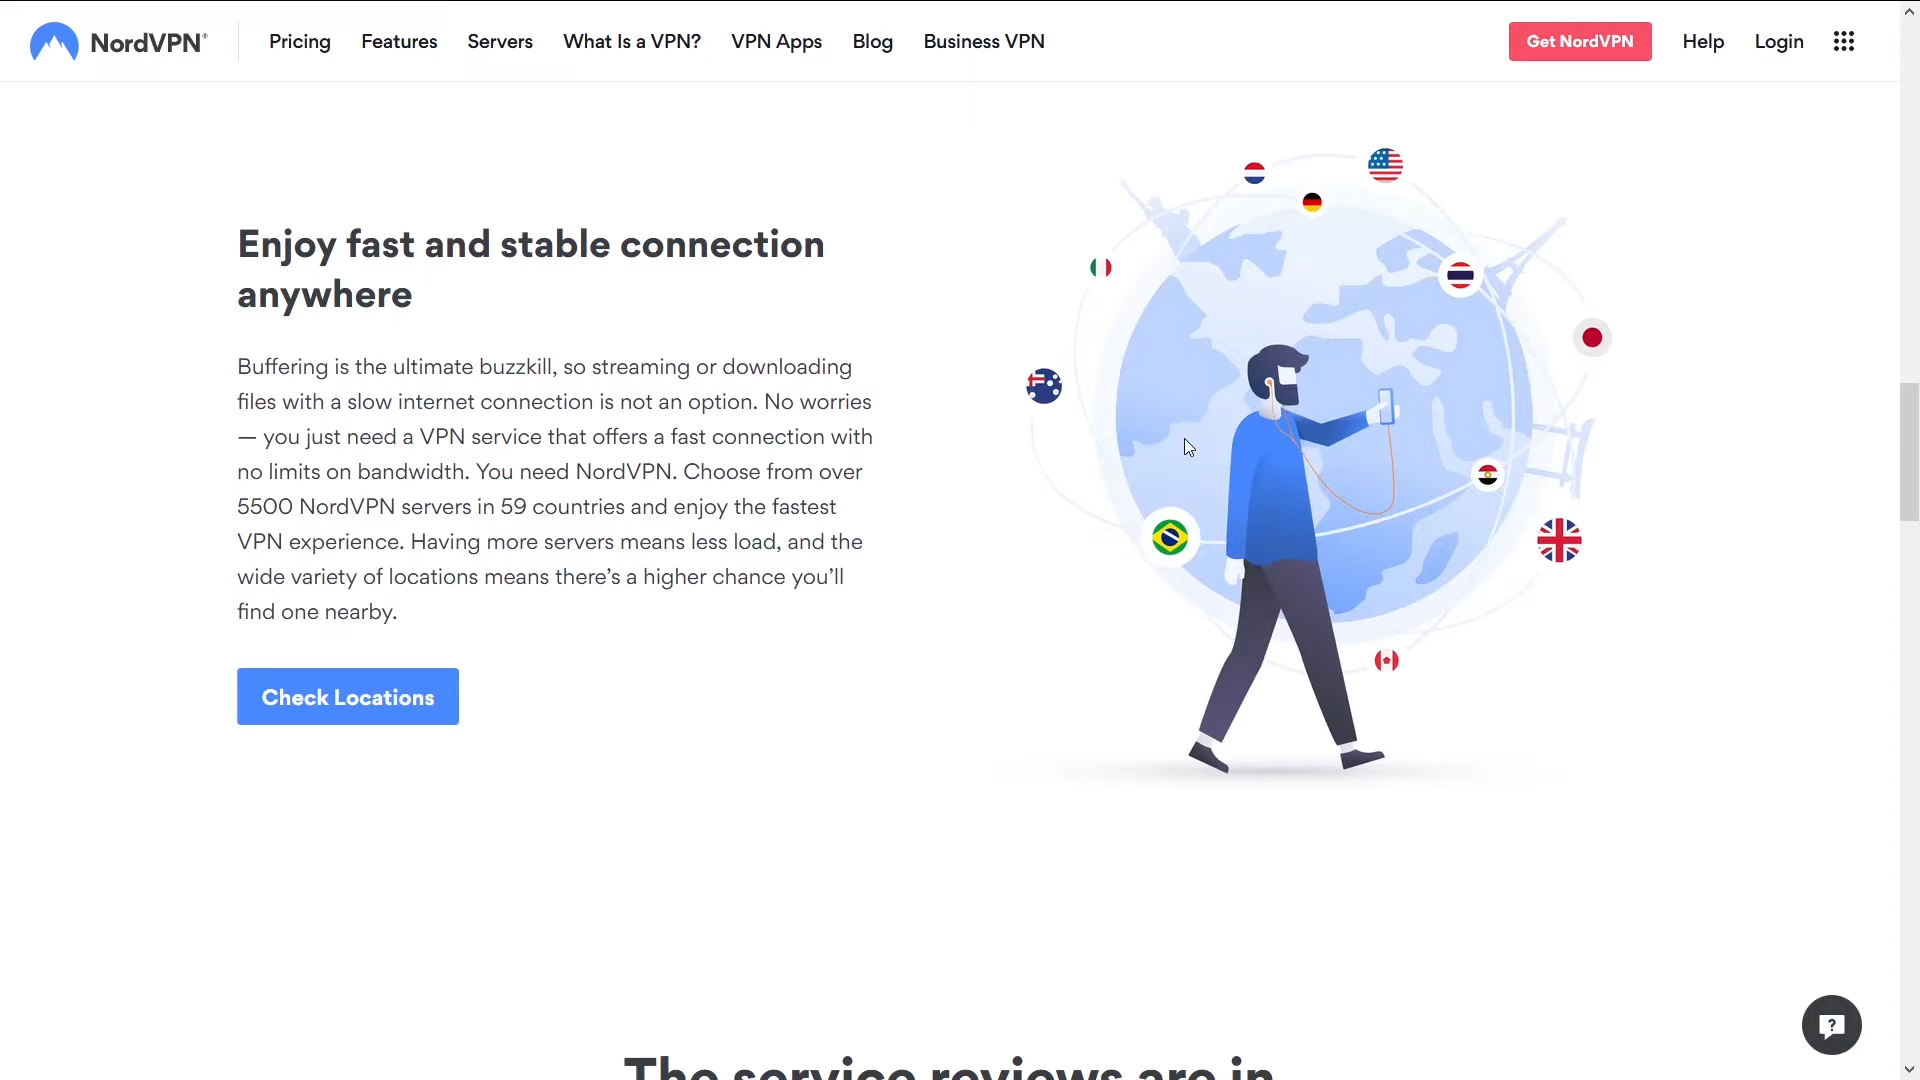 NordVPN®
Pricing
Features
Servers
What Is a VPN?
VPN Apps
Blog
Business VPN
Get NordVPN
Help
Login
Enjoy fast and stable connection
anywhere
Buffering is the ultimate buzzkill, so streaming or downloading
files with a slow internet connection is not an option. No worries
— you just need a VPN service that offers a fast connection with
no limits on bandwidth. You need NordVPN. Choose from over
5500 NordVPN servers in 59 countries and enjoy the fastest
VPN experience. Having more servers means less load, and the
wide variety of locations means there’s a higher chance you’ll
find one nearby.
Check Locations
?
The service reviews are in